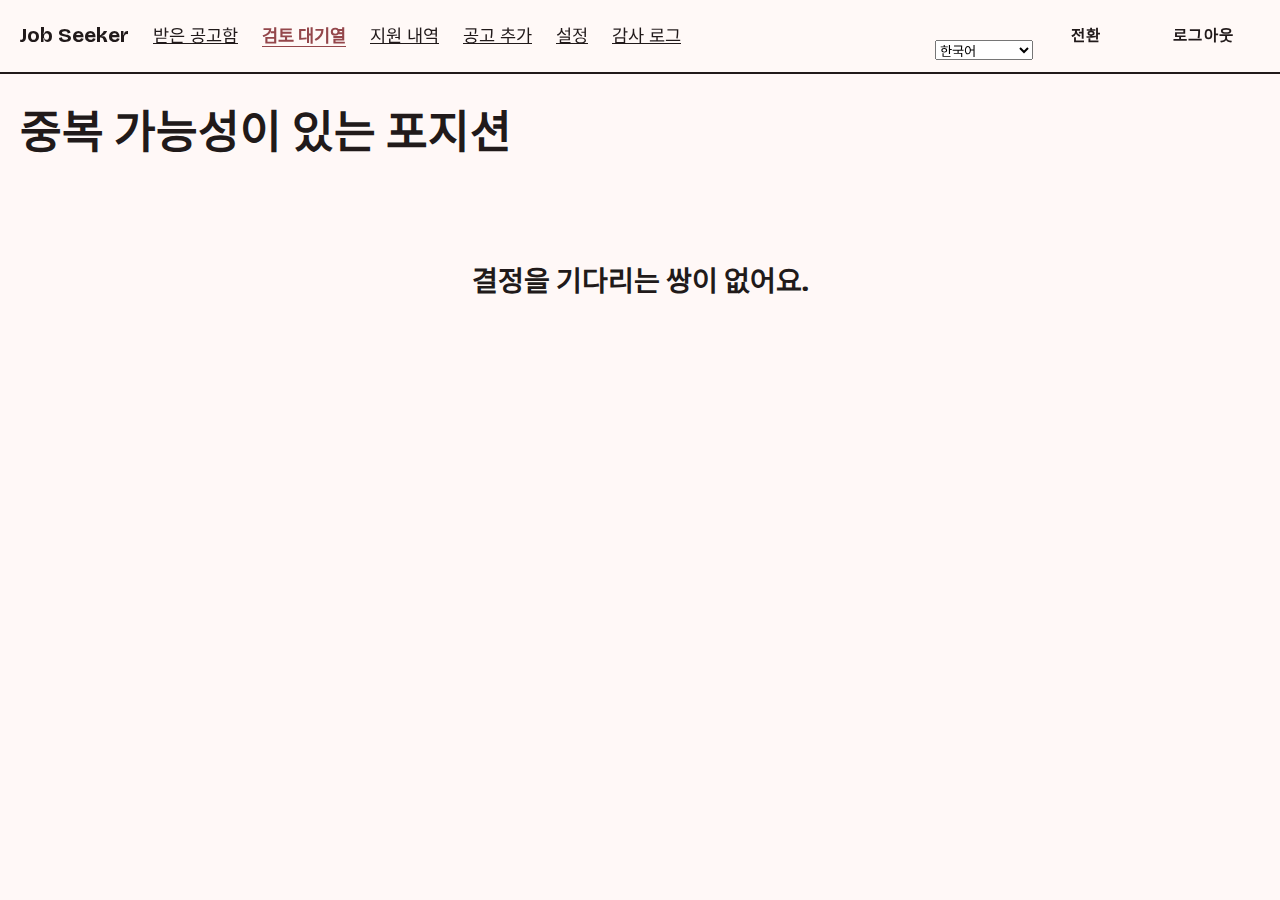 Job Seeker 받은 공고함 검토 대기열 지원 내역 공고 추가 설정 감사 로그 한국어 전환 로그아웃
중복 가능성이 있는 포지션
결정을 기다리는 쌍이 없어요.